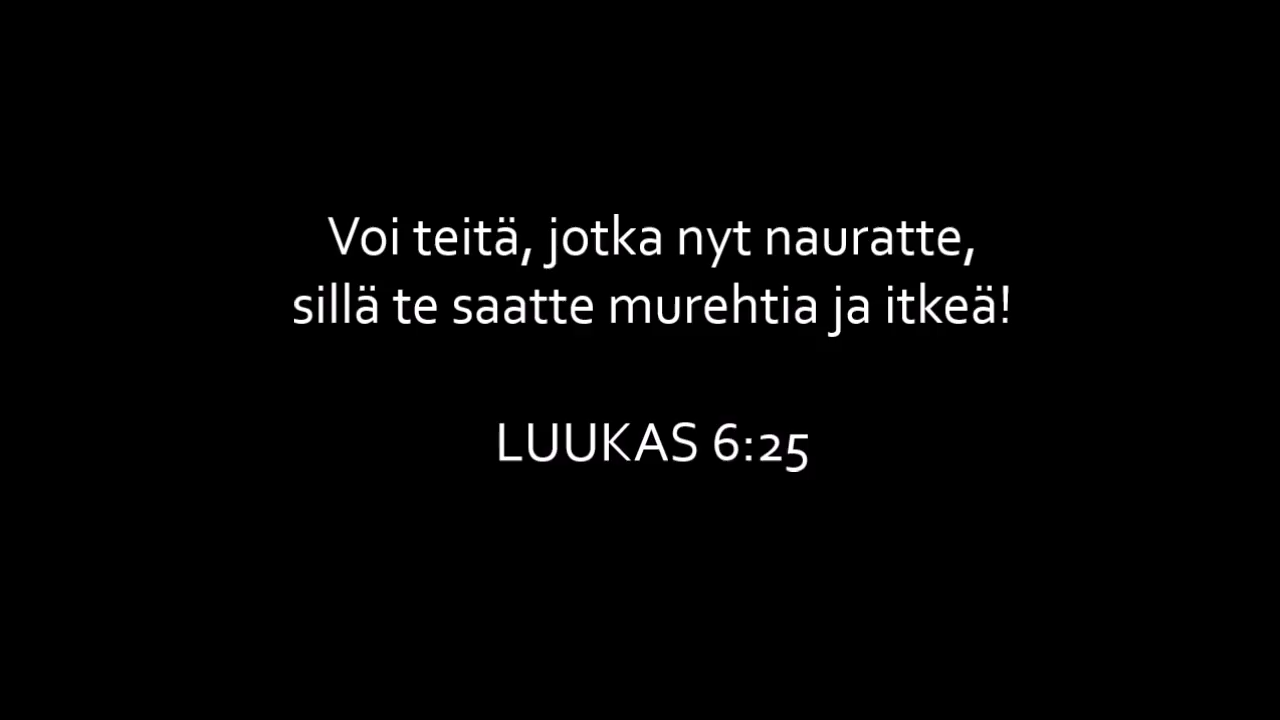 Voi teitä, jotka nyt nauratte,
sillä te saatte murehtia ja itkeä!
LUUKAS 6:25